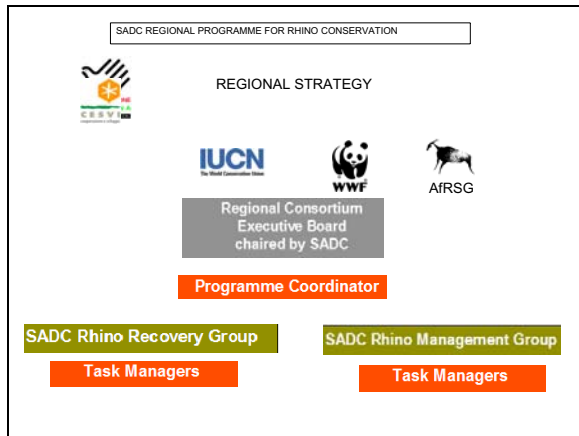 SADC REGIONAL PROGRAMME FOR RHINO CONSERVATION
REGIONAL STRATEGY
CESVI
IUCN
The World Conservation Union
WWF
AfRSG
Regional Consortium
Executive Board
chaired by SADC
Programme Coordinator
SADC Rhino Recovery Group
SADC Rhino Management Group
Task Managers
Task Managers